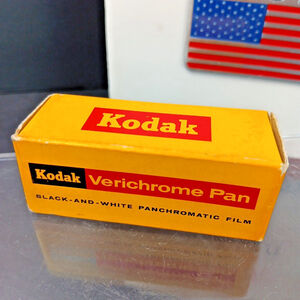 Kodak
Kodak Verichrome Pan
BLACK-AND-WHITE PANCHROMATIC FILM